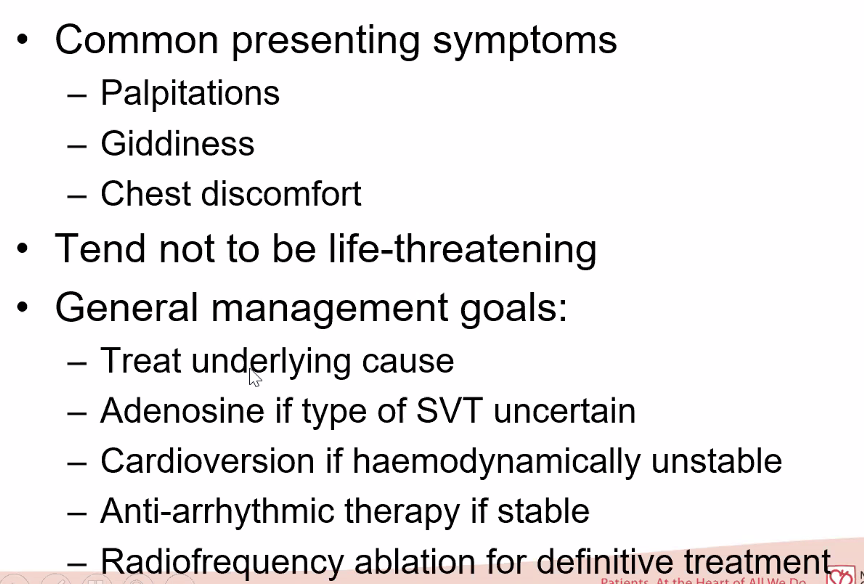 • Common presenting symptoms
– Palpitations
– Giddiness
– Chest discomfort
• Tend not to be life-threatening
• General management goals:
– Treat underlying cause
– Adenosine if type of SVT uncertain
– Cardioversion if haemodynamically unstable
– Anti-arrhythmic therapy if stable
– Radiofrequency ablation for definitive treatment
Patients. At the Heart of All We Do.